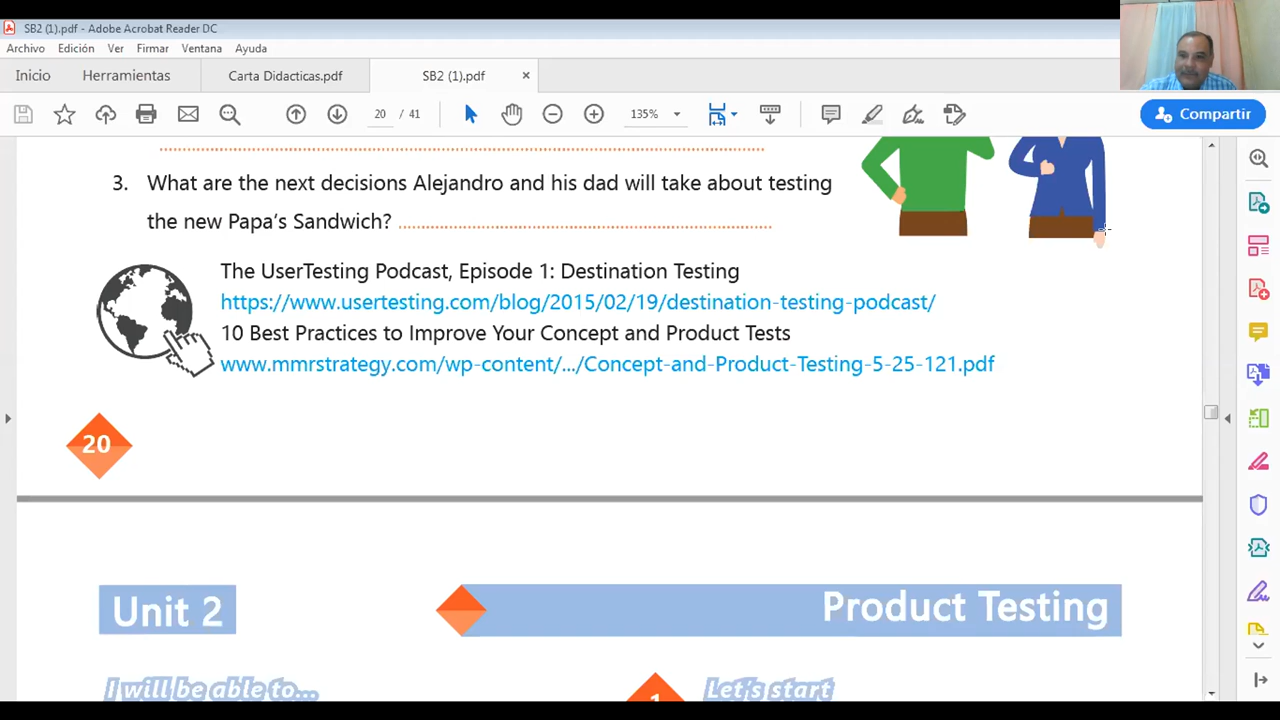 SB2 (1).pdf - Adobe Acrobat Reader DC
Archivo Edición Ver Firmar Ventana Ayuda
Inicio Herramientas Carta Didacticas.pdf SB2 (1).pdf ×
20 / 41 135% Compartir
3. What are the next decisions Alejandro and his dad will take about testing
the new Papa's Sandwich? ........................................................................
The UserTesting Podcast, Episode 1: Destination Testing
https://www.usertesting.com/blog/2015/02/19/destination-testing-podcast/
10 Best Practices to Improve Your Concept and Product Tests
www.mmrstrategy.com/wp-content/.../Concept-and-Product-Testing-5-25-121.pdf
20
Unit 2 Product Testing
I will be able to... 1 Let's start